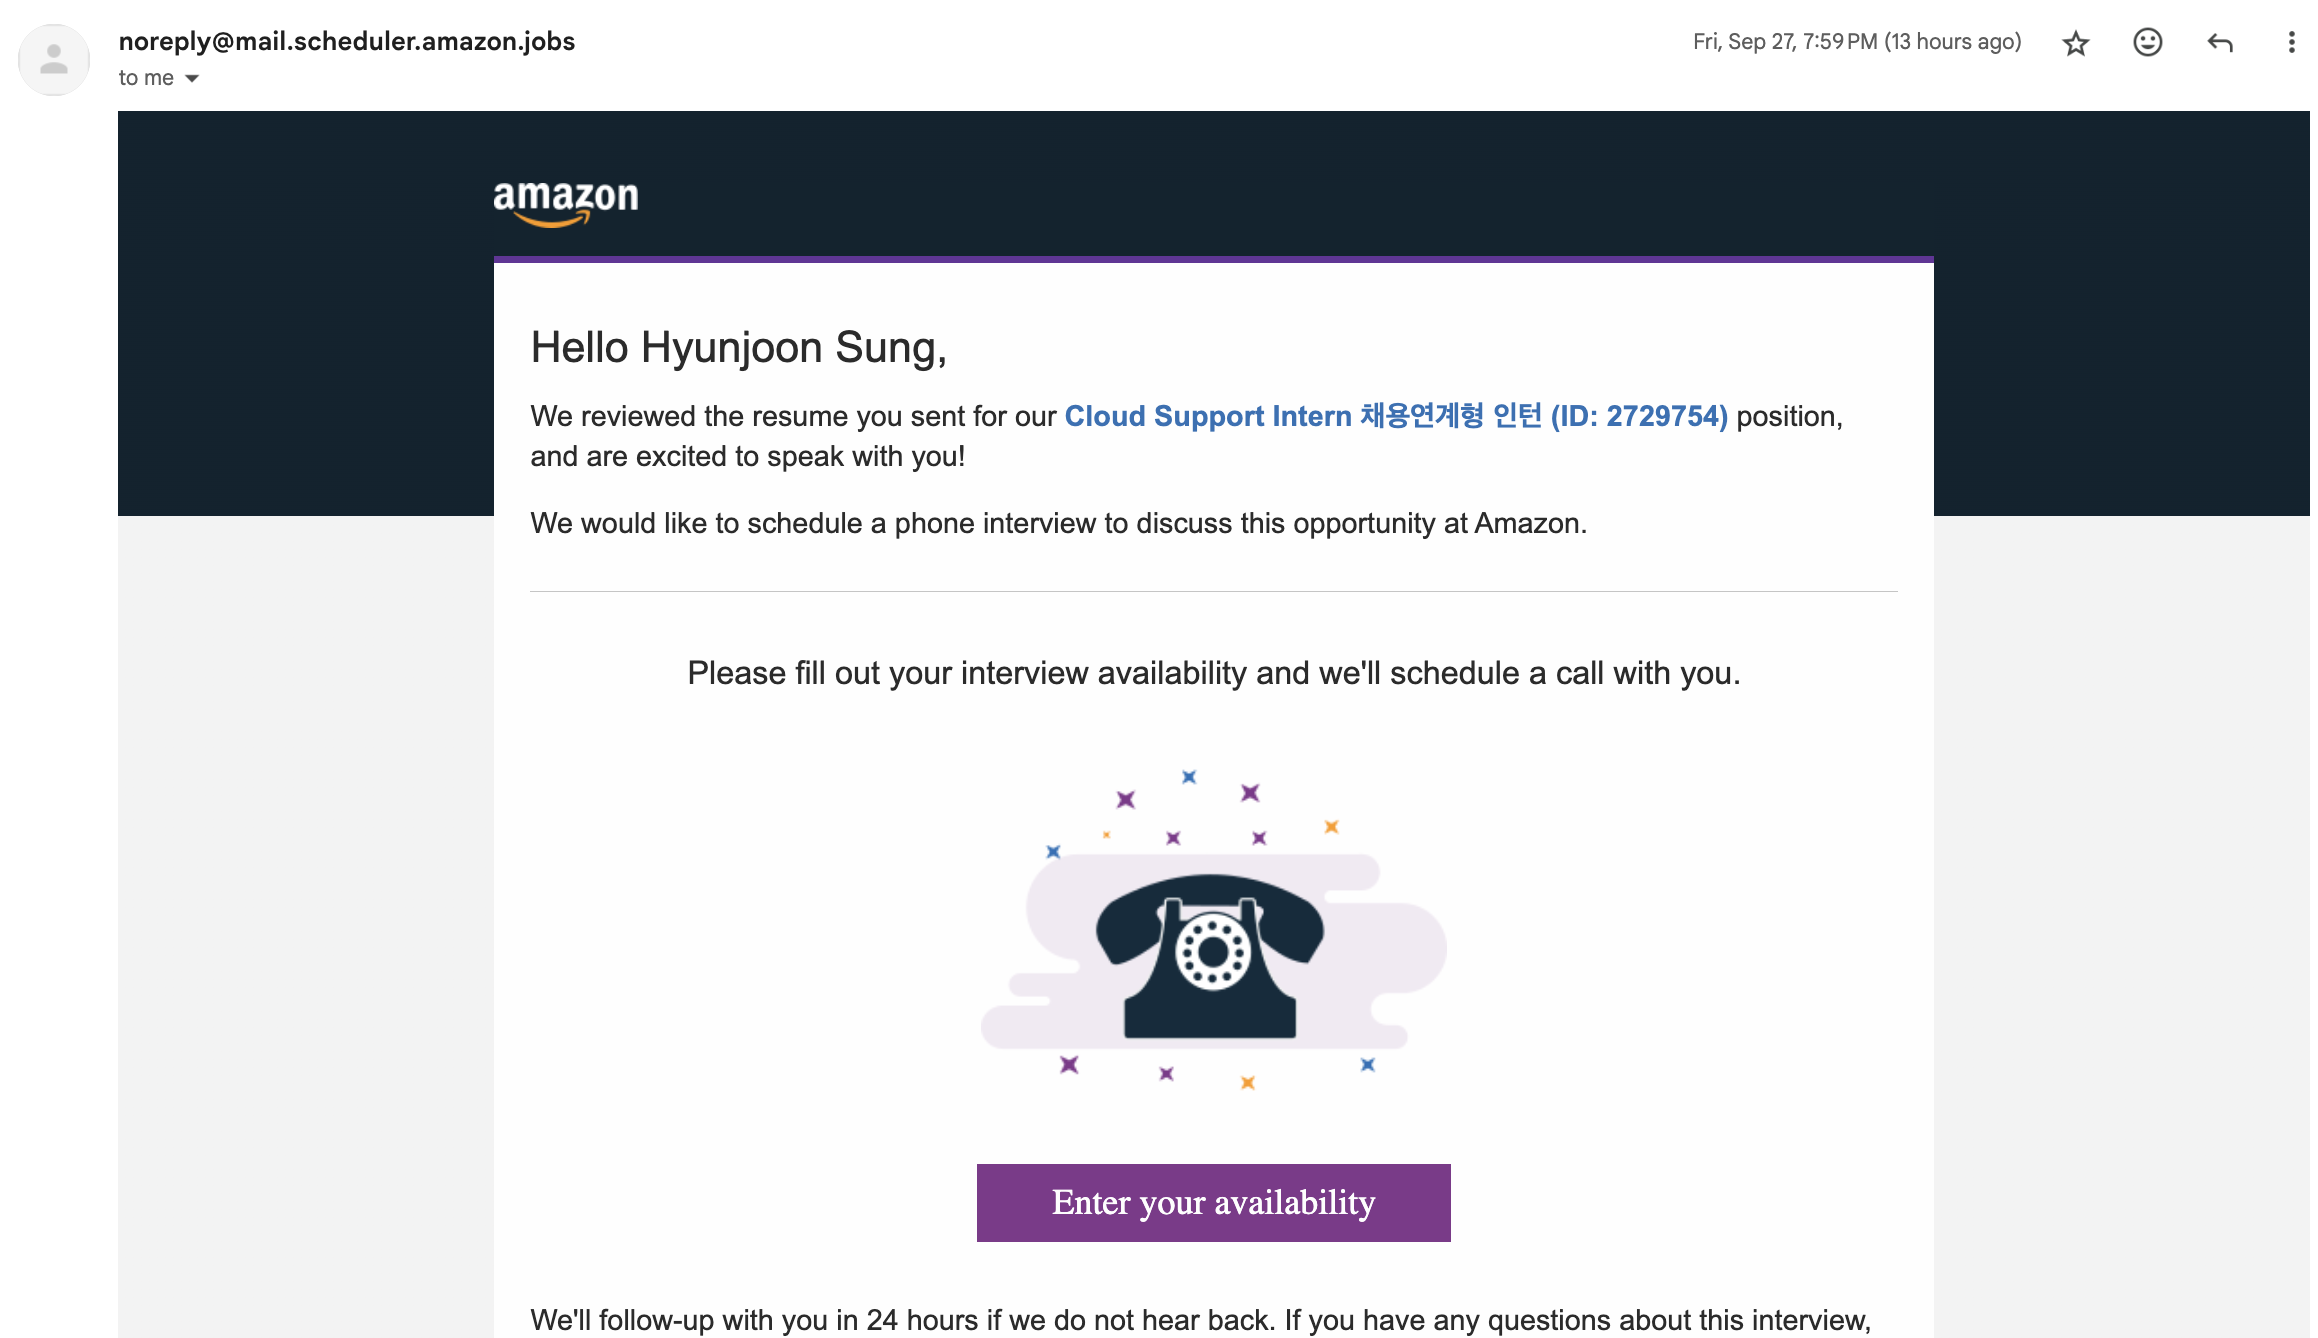 noreply@mail.scheduler.amazon.jobs
Fri, Sep 27, 7:59 PM (13 hours ago)
to me
amazon
Hello Hyunjoon Sung,
We reviewed the resume you sent for our Cloud Support Intern 채용연계형 인턴 (ID: 2729754) position,
and are excited to speak with you!
We would like to schedule a phone interview to discuss this opportunity at Amazon.
Please fill out your interview availability and we'll schedule a call with you.
Enter your availability
We'll follow-up with you in 24 hours if we do not hear back. If you have any questions about this interview,